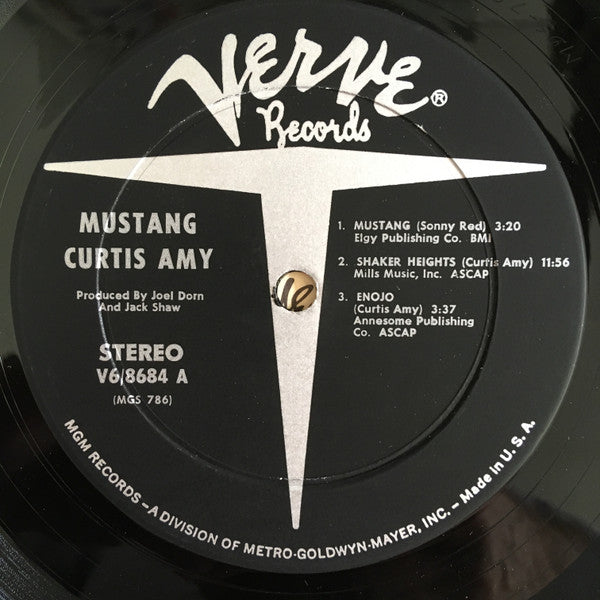 Verve®
Records
MUSTANG
CURTIS AMY
Produced By Joel Dorn
And Jack Shaw
STEREO
V6/8684 A
(MGS 786)
1. MUSTANG (Sonny Red) 3:20
Elgy Publishing Co. BMI
2. SHAKER HEIGHTS (Curtis Amy) 11:56
Mills Music, Inc. ASCAP
3. ENOJO
(Curtis Amy) 3:37
Annesome Publishing
Co. ASCAP
MGM RECORDS – A DIVISION OF METRO-GOLDWYN-MAYER, INC. – Made in U.S.A.